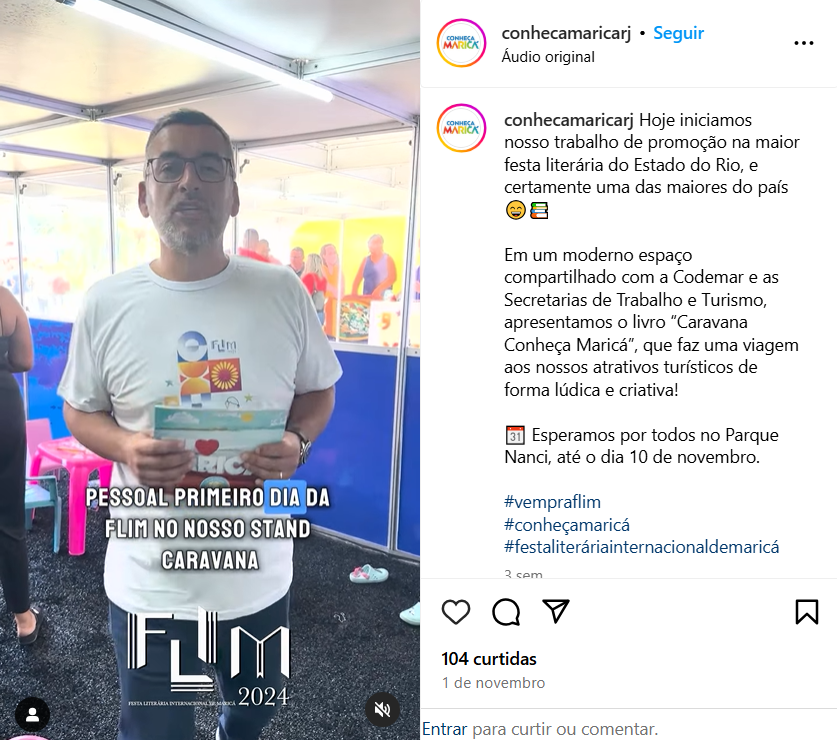 conhecamaricarj • Seguir
Áudio original
CONHEÇA
MARICÁ
CONHEÇA
MARICÁ
conhecamaricarj Hoje iniciamos
nosso trabalho de promoção na maior
festa literária do Estado do Rio, e
certamente uma das maiores do país
😄📚
Em um moderno espaço
compartilhado com a Codemar e as
Secretarias de Trabalho e Turismo,
apresentamos o livro “Caravana
Conheça Maricá”, que faz uma viagem
aos nossos atrativos turísticos de
forma lúdica e criativa!
📅 Esperamos por todos no Parque
Nanci, até o dia 10 de novembro.
#vempraflim
#conheçamaricá
#festaliteráriainternacionaldemaricá
3 sem
104 curtidas
1 de novembro
Entrar para curtir ou comentar.
FLIM
PESSOAL PRIMEIRO DIA DA
FLIM NO NOSSO STAND
CARAVANA
FLIM
FESTA LITERÁRIA INTERNACIONAL DE MARICÁ 2024